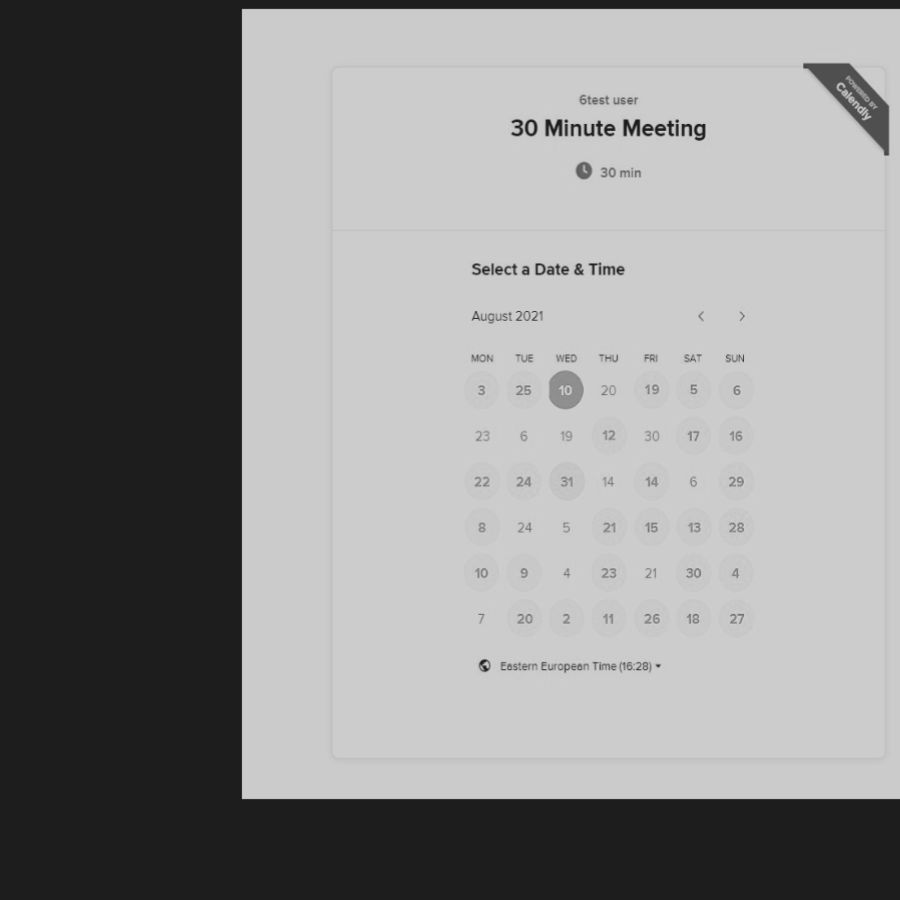 POWERED BY
Calendly
6test user
30 Minute Meeting
30 min
Select a Date & Time
August 2021
MON TUE WED THU FRI SAT SUN
3 25 10 20 19 5 6
23 6 19 12 30 17 16
22 24 31 14 14 6 29
8 24 5 21 15 13 28
10 9 4 23 21 30 4
7 20 2 11 26 18 27
Eastern European Time (16:28)